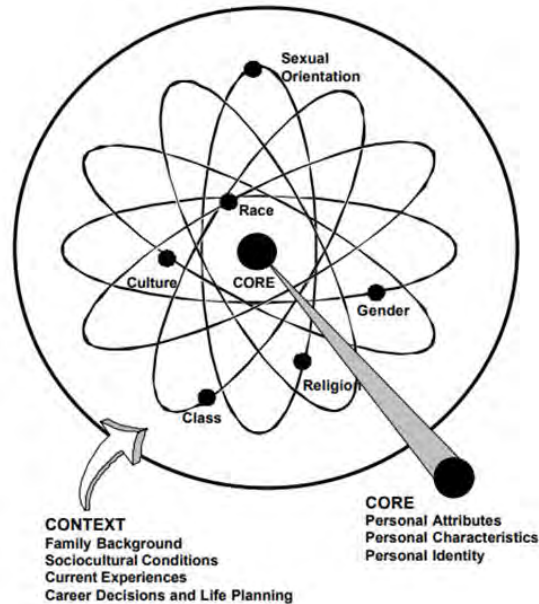 Sexual
Orientation
Race
CORE
Culture
Gender
Religion
Class
CONTEXT
Family Background
Sociocultural Conditions
Current Experiences
Career Decisions and Life Planning
CORE
Personal Attributes
Personal Characteristics
Personal Identity